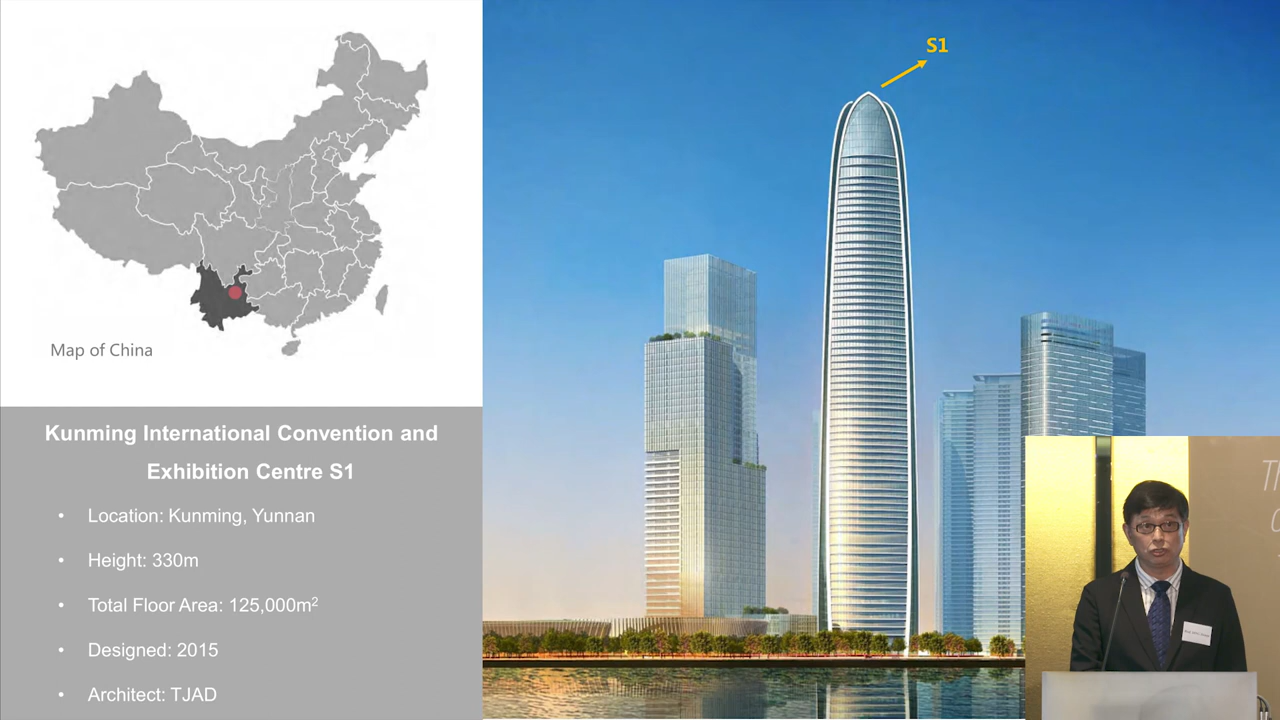 S1
Map of China
Kunming International Convention and
Exhibition Centre S1
• Location: Kunming, Yunnan
• Height: 330m
• Total Floor Area: 125,000m²
• Designed: 2015
• Architect: TJAD